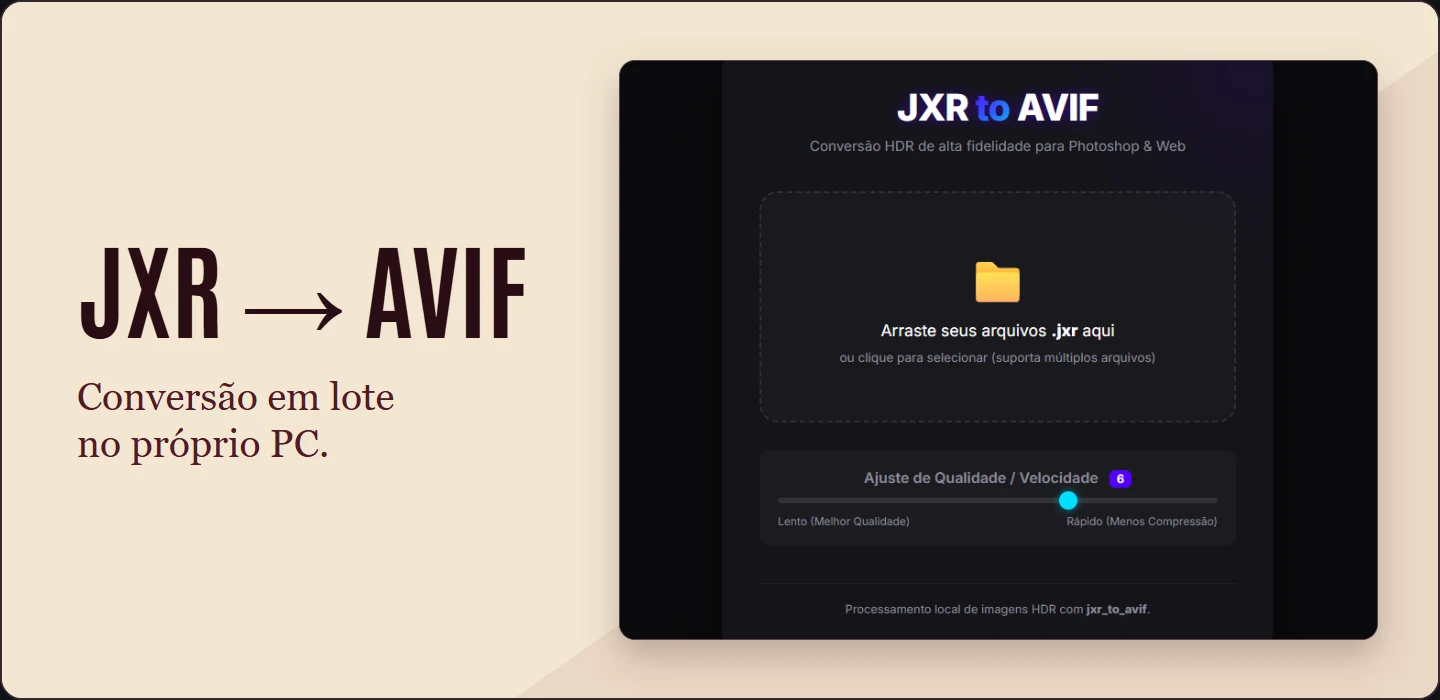 JXR → AVIF
Conversão em lote
no próprio PC.
JXR to AVIF
Conversão HDR de alta fidelidade para Photoshop & Web
Arraste seus arquivos .jxr aqui
ou clique para selecionar (suporta múltiplos arquivos)
Ajuste de Qualidade / Velocidade 6
Lento (Melhor Qualidade) Rápido (Menos Compressão)
Processamento local de imagens HDR com jxr_to_avif.